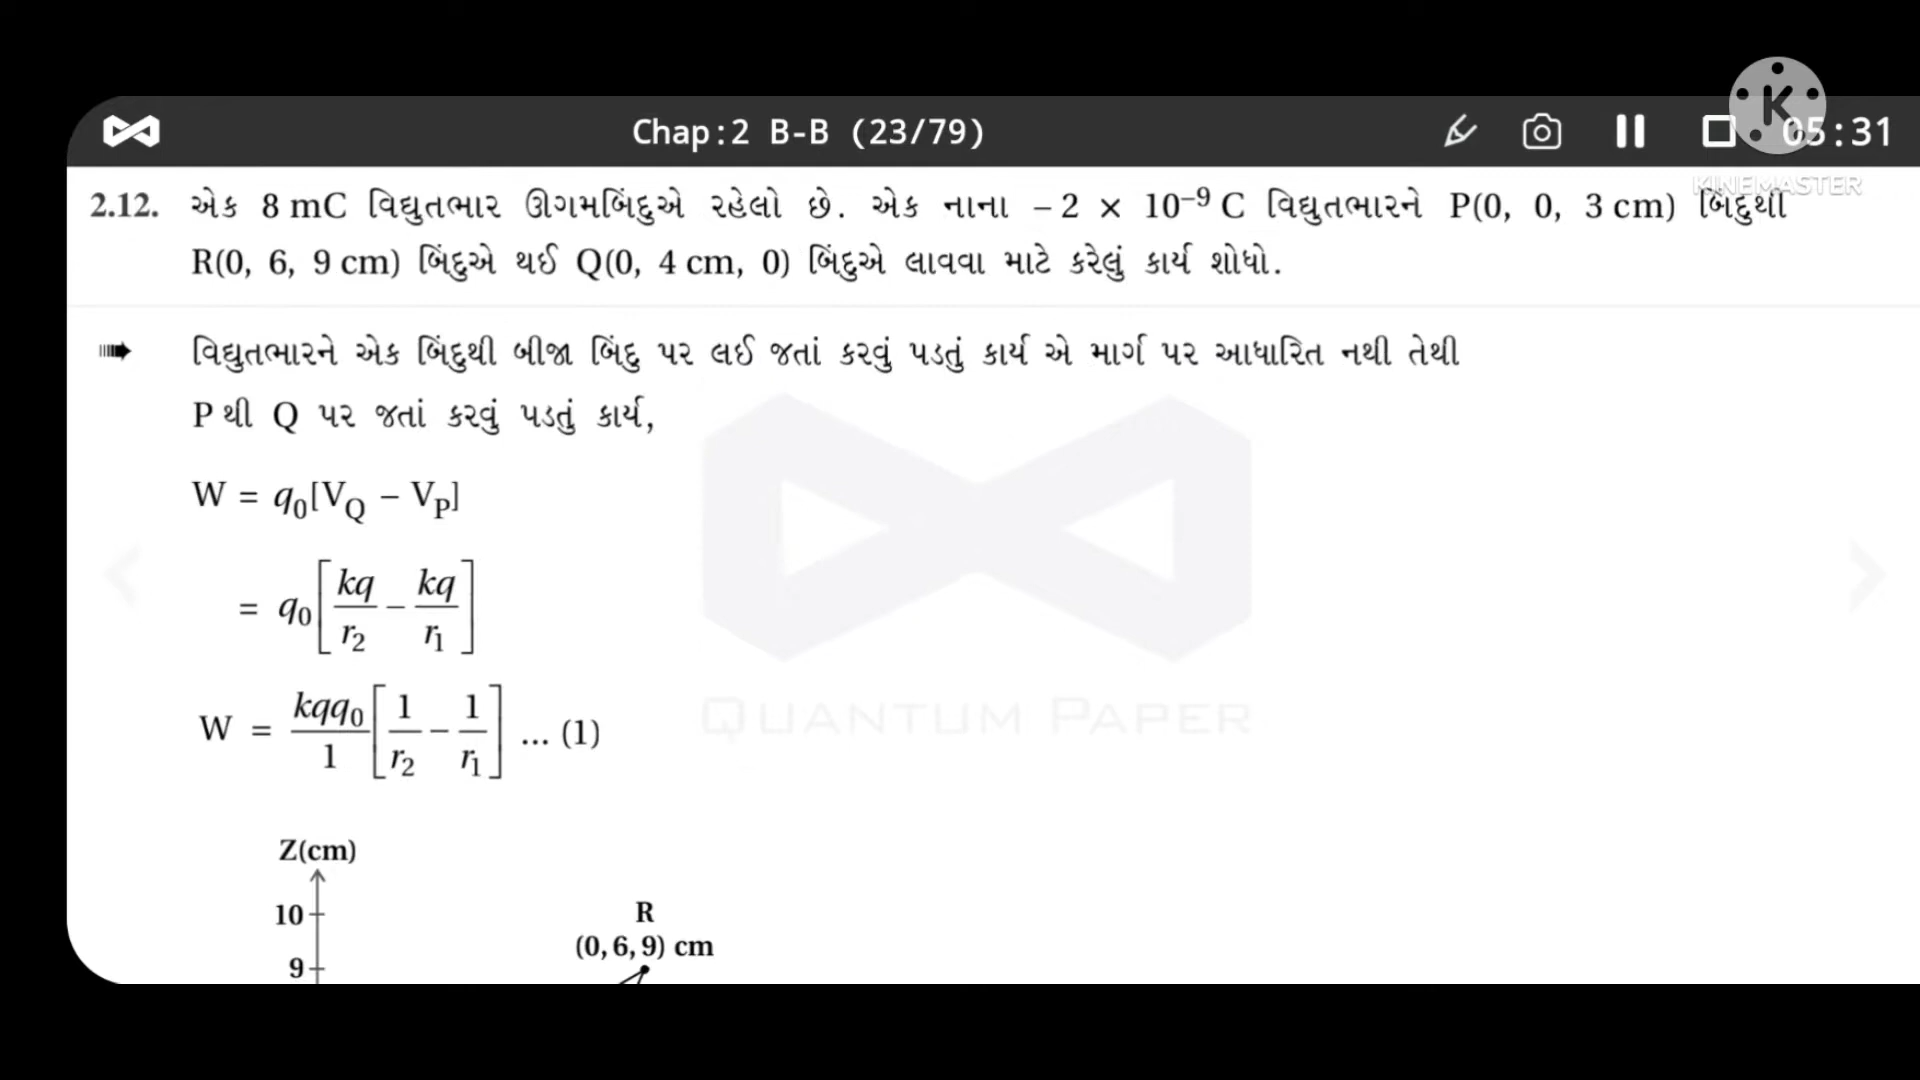 Chap:2 B-B (23/79)
05:31
KINEMASTER
2.12. એક 8 mC વિદ્યુતભાર ઊગમબિંદુએ રહેલો છે. એક નાના – 2 × 10⁻⁹ C વિદ્યુતભારને P(0, 0, 3 cm) બિંદુથી
R(0, 6, 9 cm) બિંદુએ થઈ Q(0, 4 cm, 0) બિંદુએ લાવવા માટે કરેલું કાર્ય શોધો.
➠ વિદ્યુતભારને એક બિંદુથી બીજા બિંદુ પર લઈ જતાં કરવું પડતું કાર્ય એ માર્ગ પર આધારિત નથી તેથી
P થી Q પર જતાં કરવું પડતું કાર્ય,
W = q₀[V_Q – V_P]
= q₀[kq/r₂ – kq/r₁]
W = kqq₀/1 [1/r₂ – 1/r₁] ... (1)
QUANTUM PAPER
Z(cm)
10
R
(0, 6, 9) cm
9